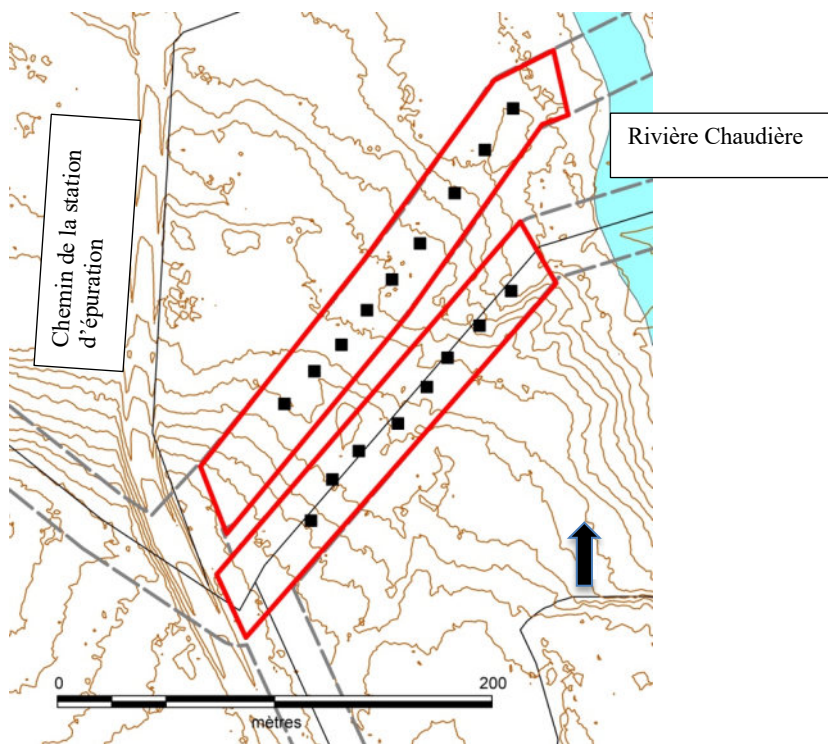 Rivière Chaudière
Chemin de la station
d'épuration
0
200
mètres